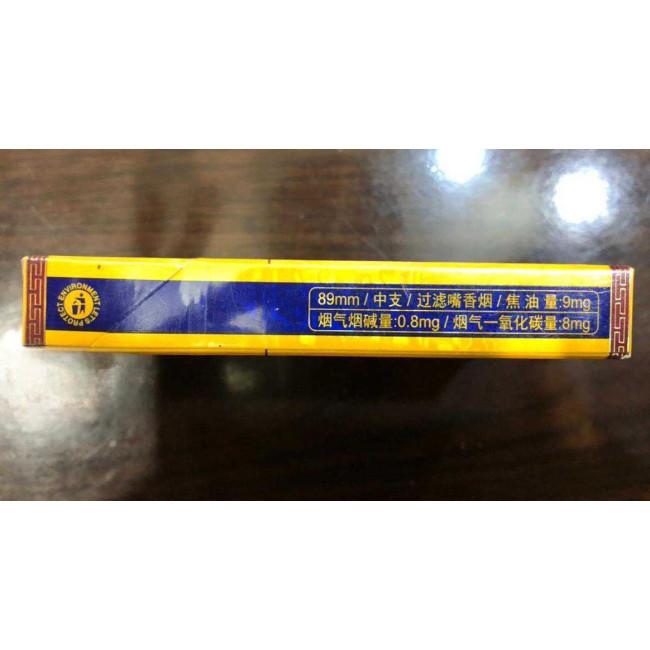 PROTECT ENVIRONMENT LET'S
89mm / 中支 / 过滤嘴香烟 / 焦油量:9mg
烟气烟碱量:0.8mg / 烟气一氧化碳量:8mg